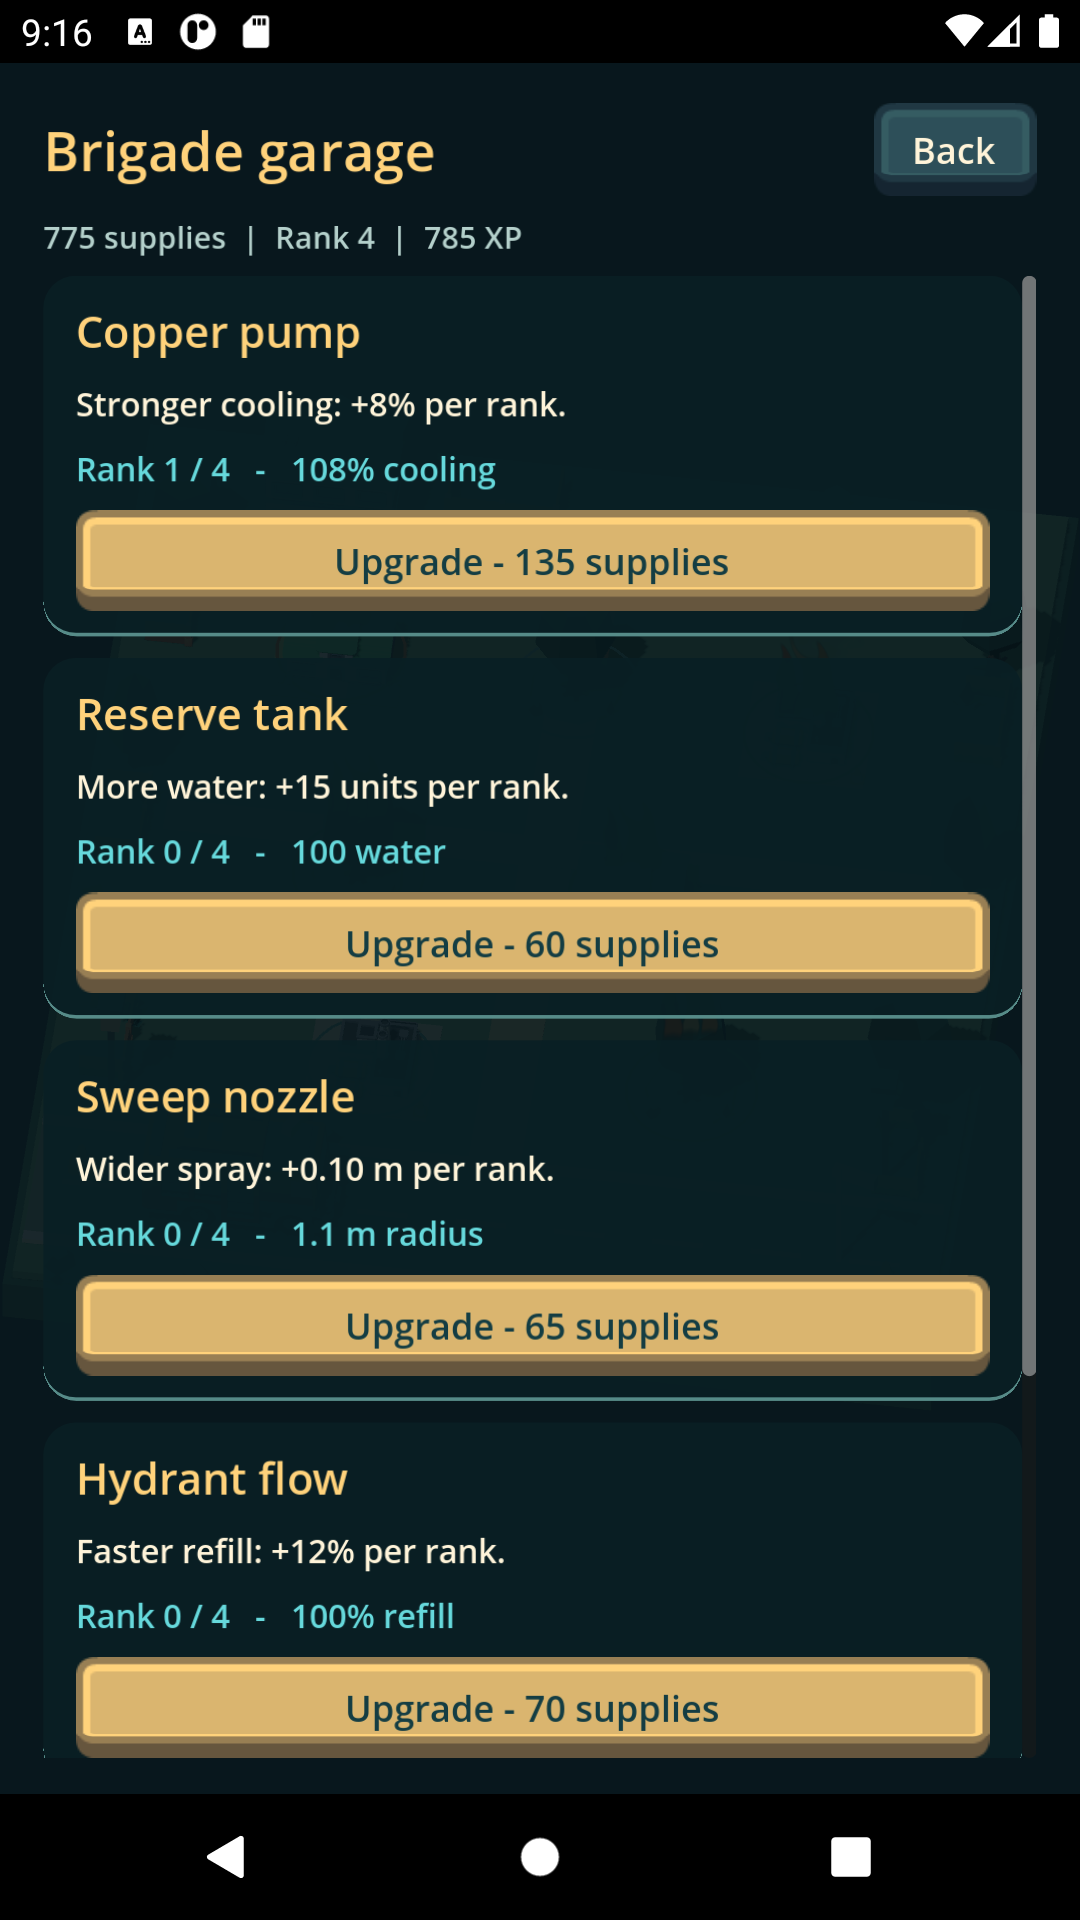 9:16
Brigade garage
Back
775 supplies | Rank 4 | 785 XP
Copper pump
Stronger cooling: +8% per rank.
Rank 1 / 4 - 108% cooling
Upgrade - 135 supplies
Reserve tank
More water: +15 units per rank.
Rank 0 / 4 - 100 water
Upgrade - 60 supplies
Sweep nozzle
Wider spray: +0.10 m per rank.
Rank 0 / 4 - 1.1 m radius
Upgrade - 65 supplies
Hydrant flow
Faster refill: +12% per rank.
Rank 0 / 4 - 100% refill
Upgrade - 70 supplies